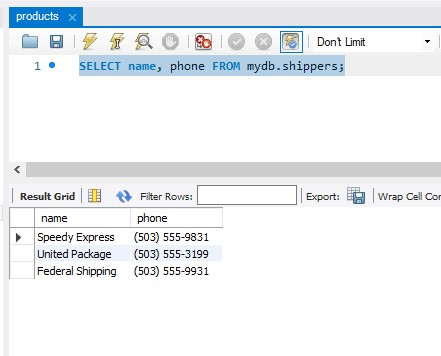 products
Don't Limit
1 SELECT name, phone FROM mydb.shippers;
Result Grid Filter Rows: Export: Wrap Cell Con
name phone
Speedy Express (503) 555-9831
United Package (503) 555-3199
Federal Shipping (503) 555-9931